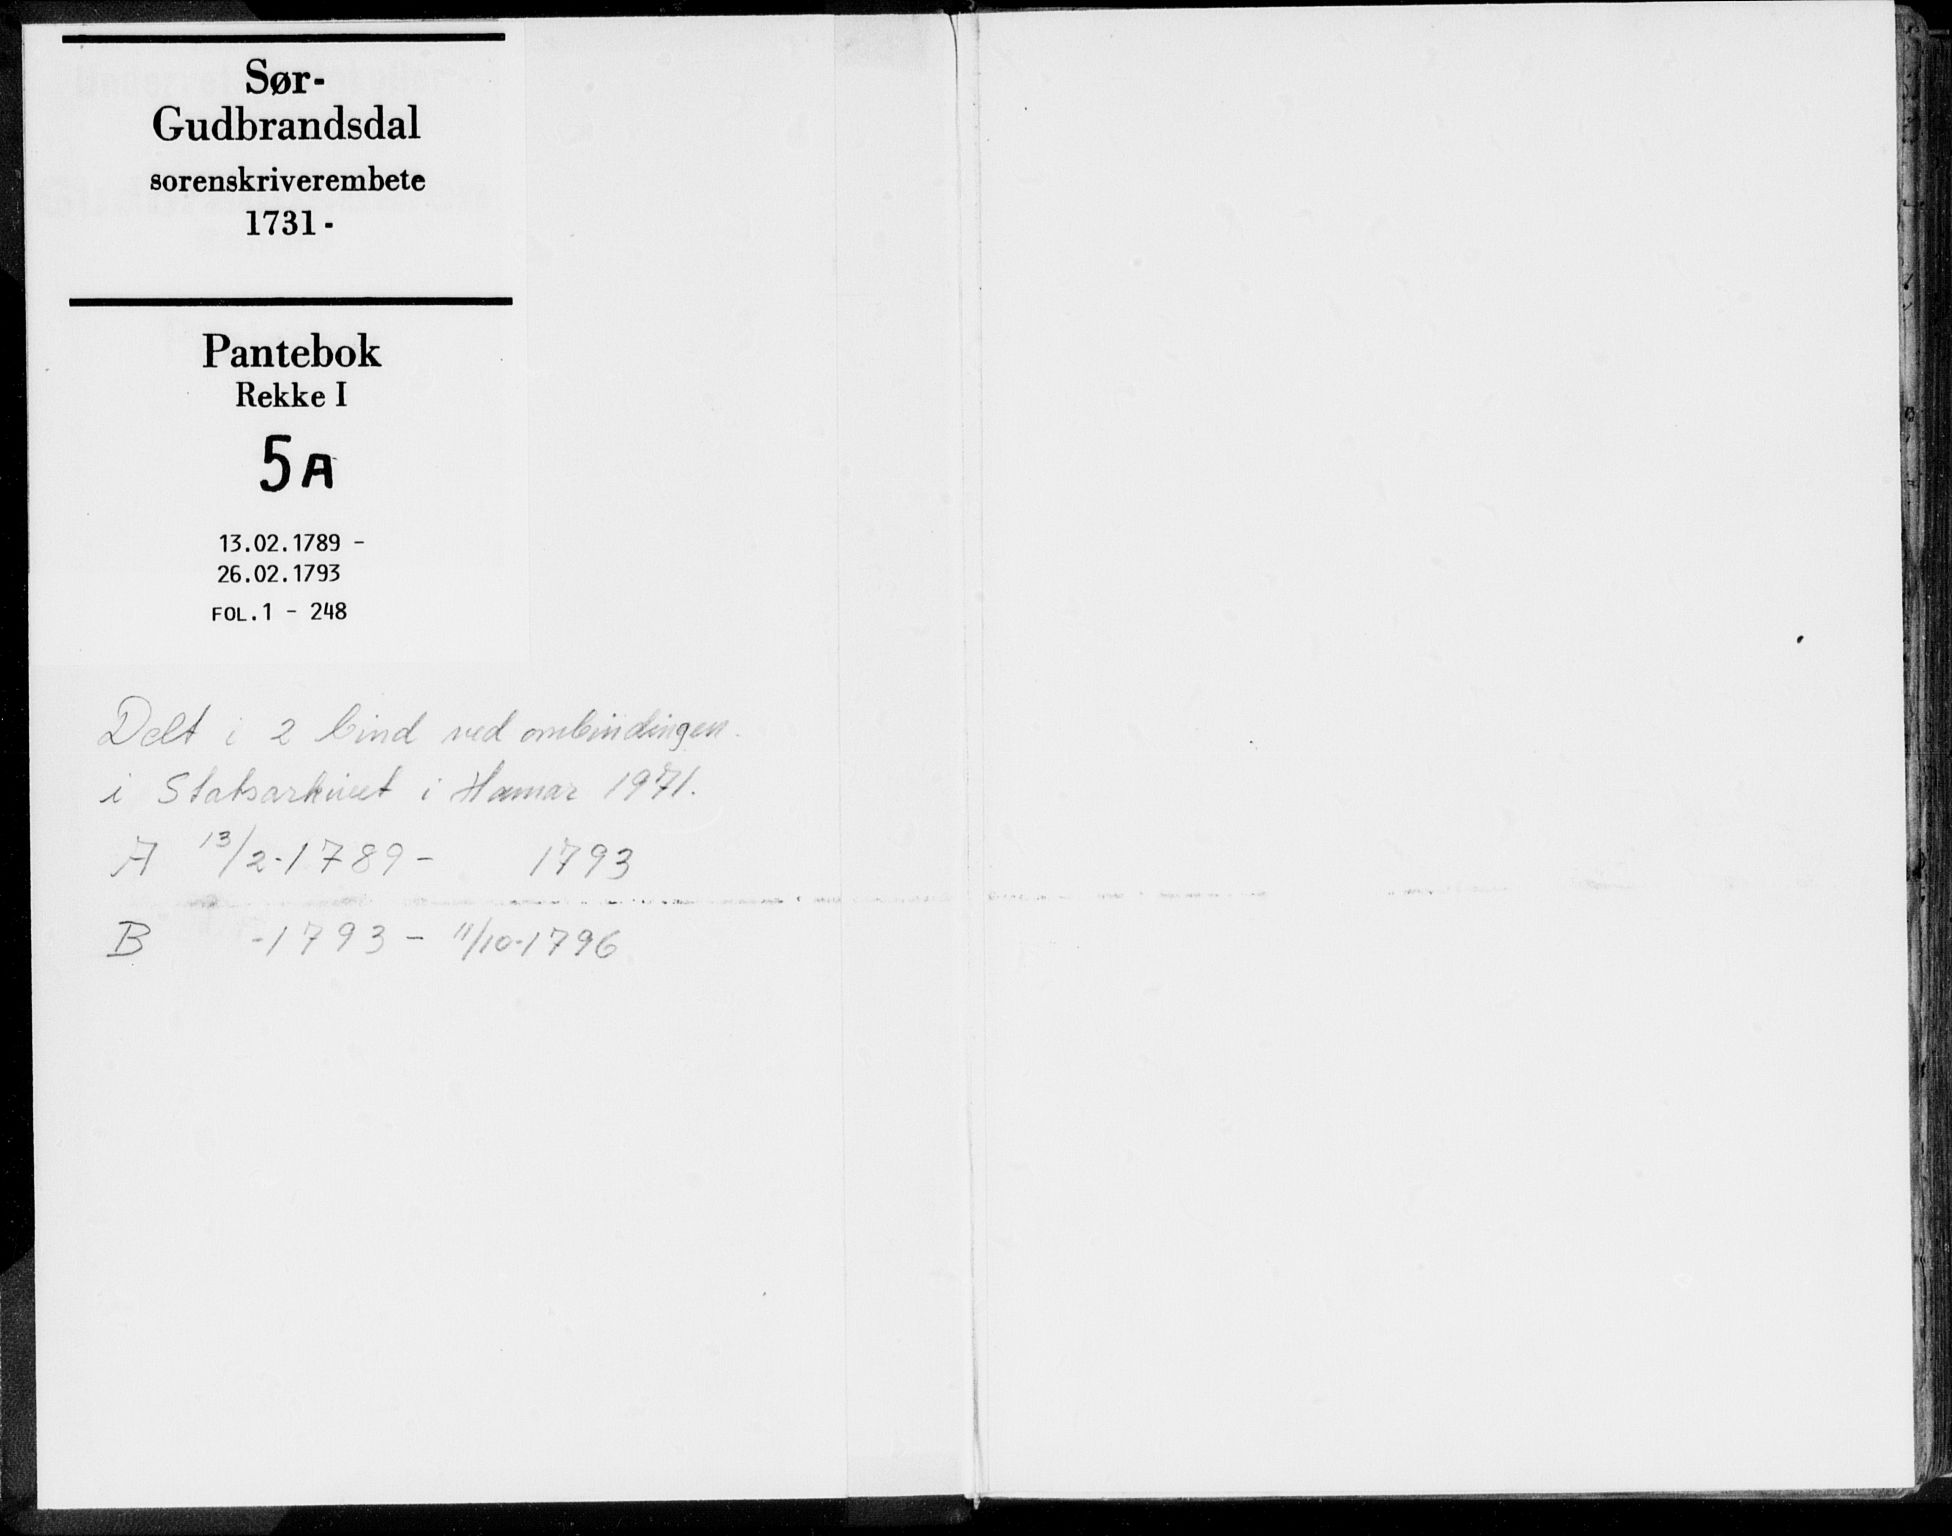 Sør-
Gudbrandsdal
sorenskriverembete
1731 -
Pantebok
Rekke I
5A
13.02.1789 -
26.02.1793
FOL.1 - 248
Delt i 2 bind ved ombindingen
i Statsarkivet i Hamar 1971.
A 13/2-1789- 1793
B -1793 - 11/10-1796